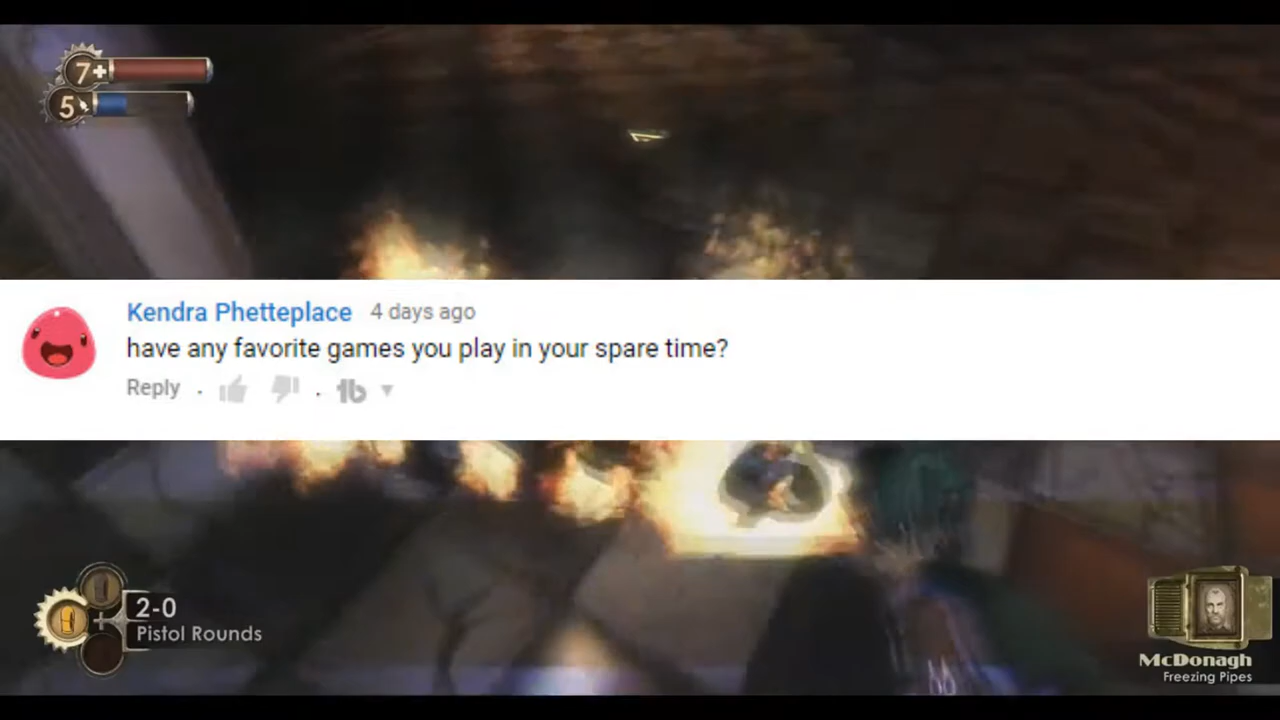 7
5
Kendra Phetteplace 4 days ago
have any favorite games you play in your spare time?
Reply
2-0
Pistol Rounds
McDonagh
Freezing Pipes